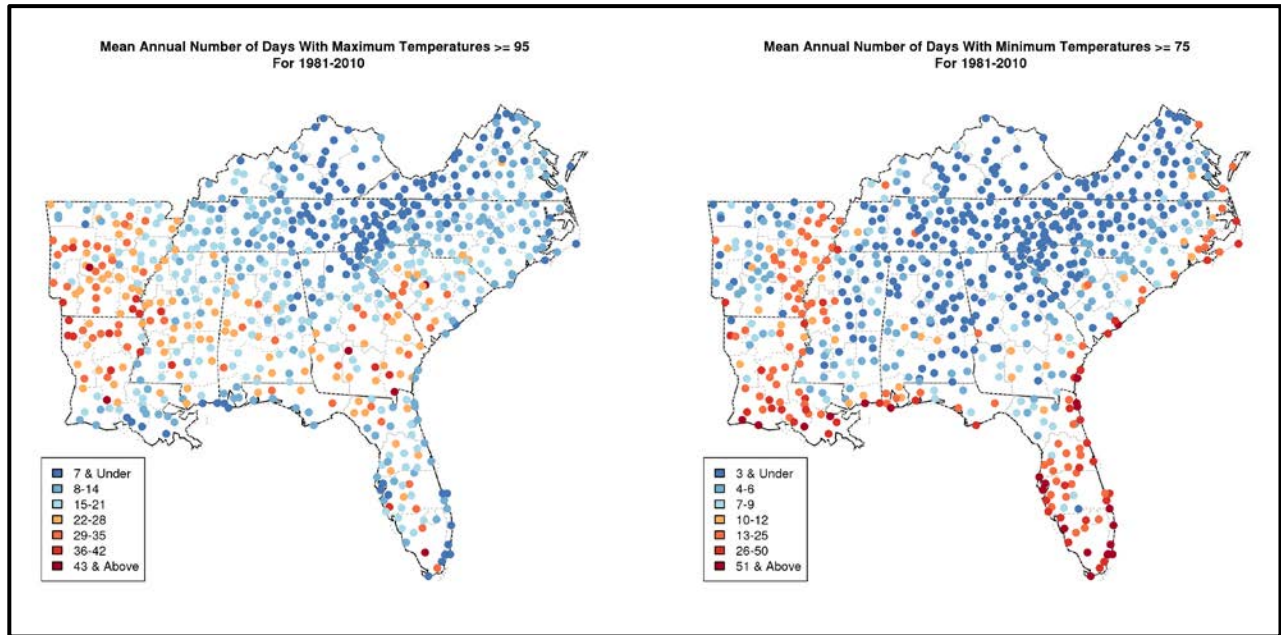 Mean Annual Number of Days With Maximum Temperatures >= 95
For 1981-2010
7 & Under
8-14
15-21
22-28
29-35
36-42
43 & Above
Mean Annual Number of Days With Minimum Temperatures >= 75
For 1981-2010
3 & Under
4-6
7-9
10-12
13-25
26-50
51 & Above